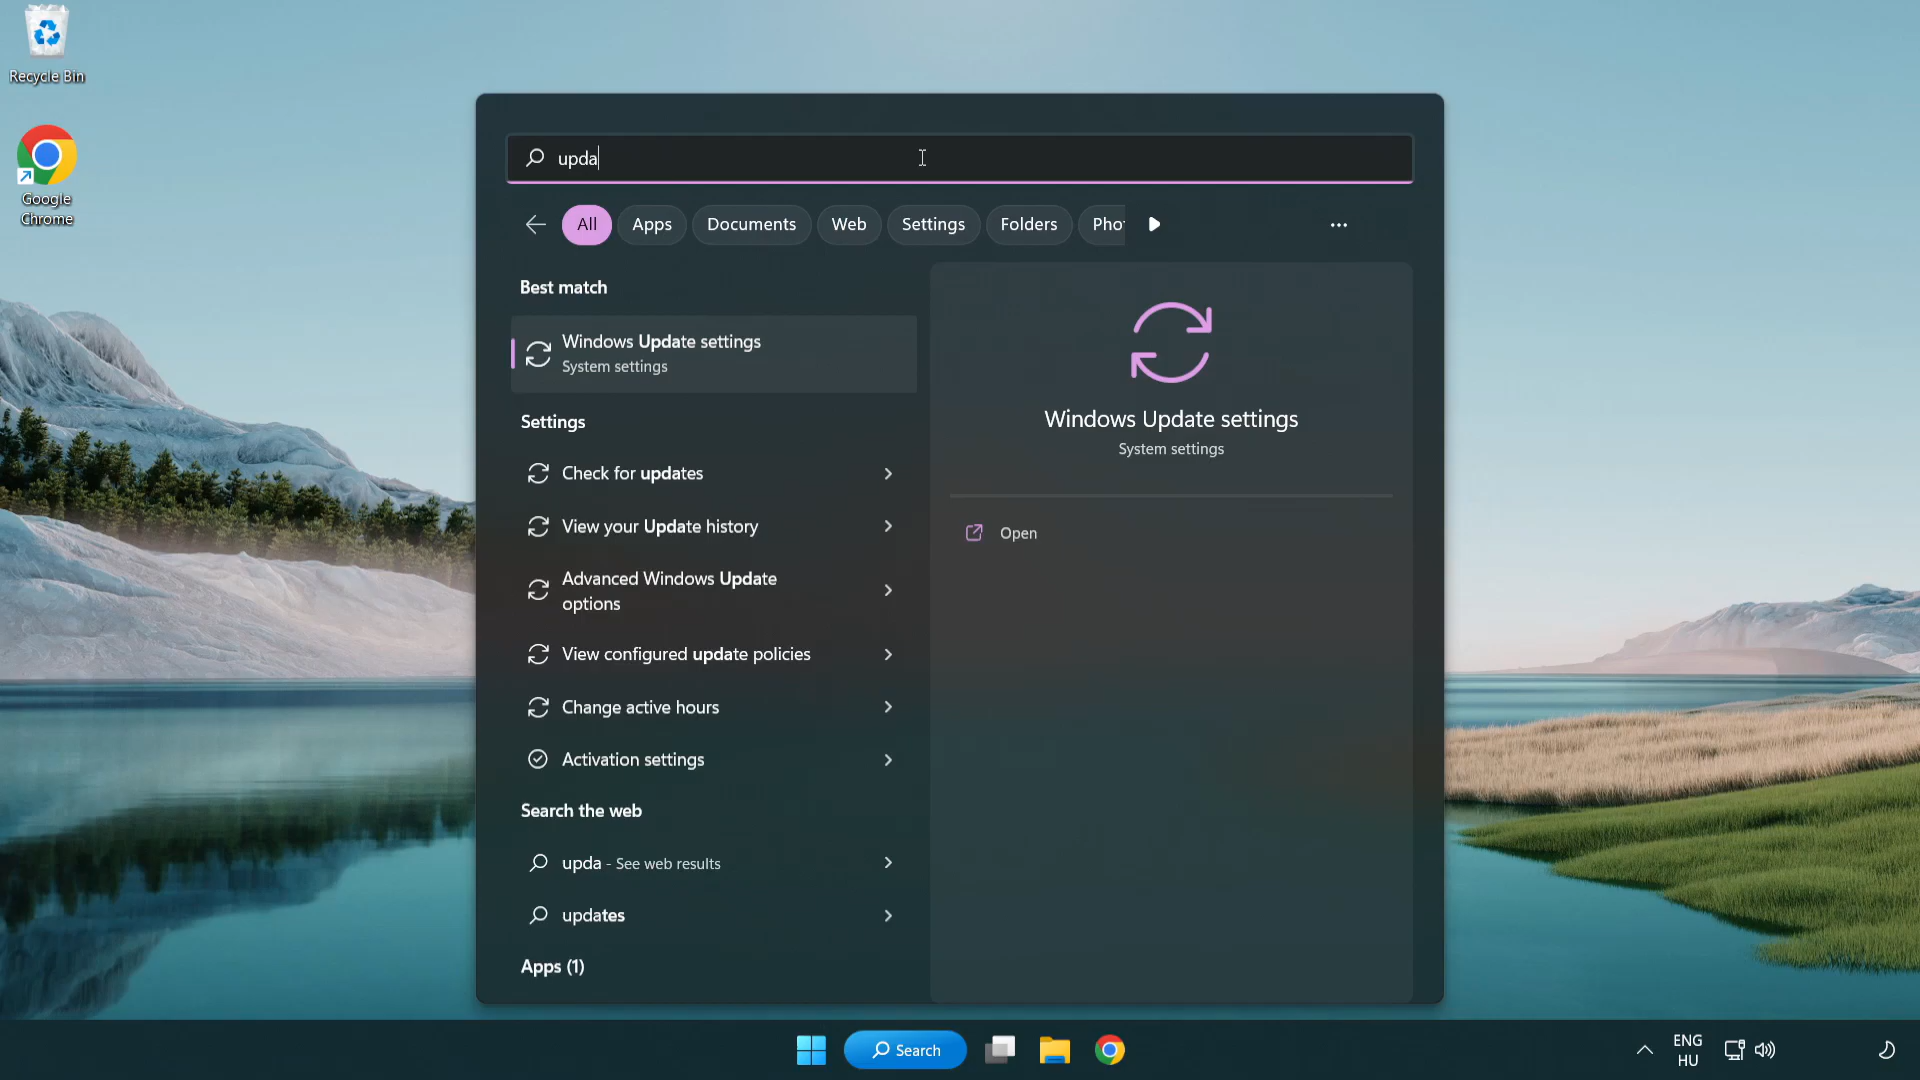 Recycle Bin
Google
Chrome
upda
All
Apps
Documents
Web
Settings
Folders
Pho
Best match
Windows Update settings
System settings
Settings
Check for updates
View your Update history
Advanced Windows Update
options
View configured update policies
Change active hours
Activation settings
Search the web
upda - See web results
updates
Apps (1)
Windows Update settings
System settings
Open
Search
ENG
HU